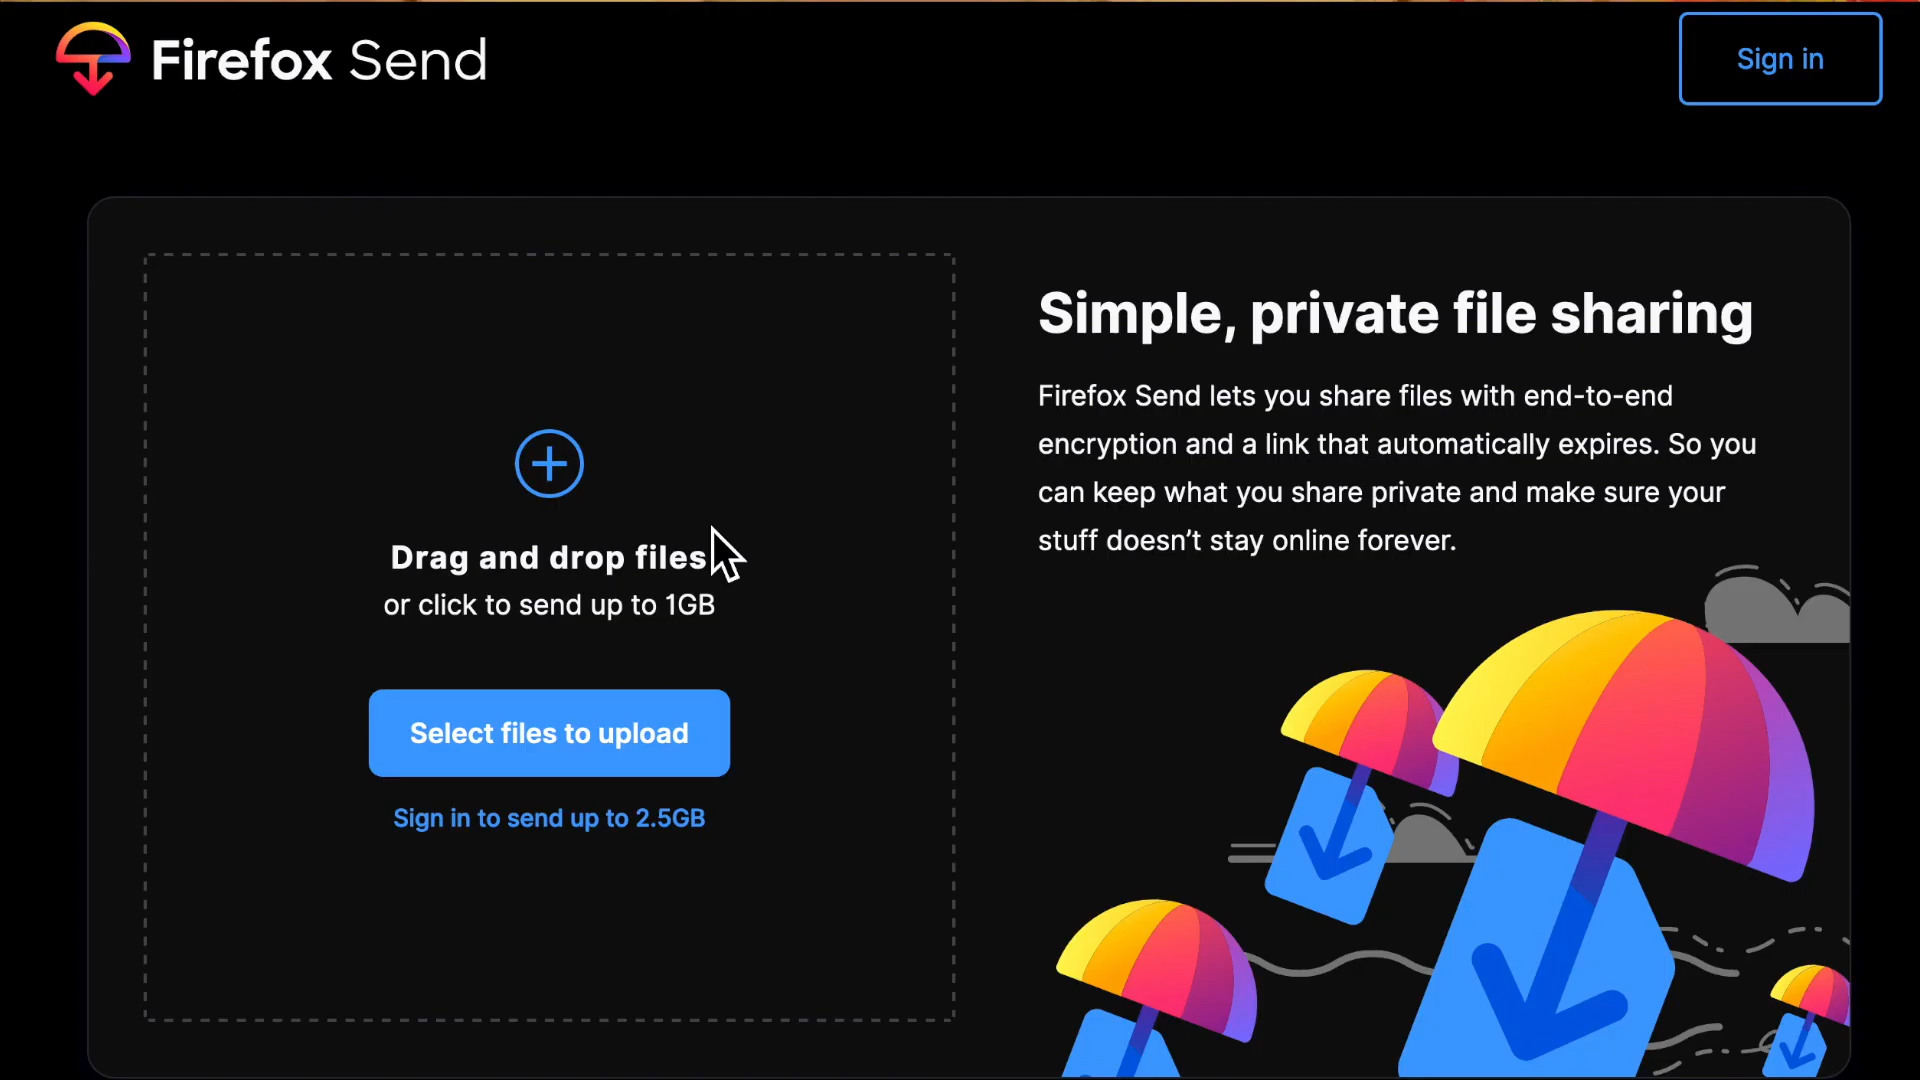 Firefox Send
Sign in
Drag and drop files
or click to send up to 1GB
Select files to upload
Sign in to send up to 2.5GB
Simple, private file sharing
Firefox Send lets you share files with end-to-end
encryption and a link that automatically expires. So you
can keep what you share private and make sure your
stuff doesn’t stay online forever.